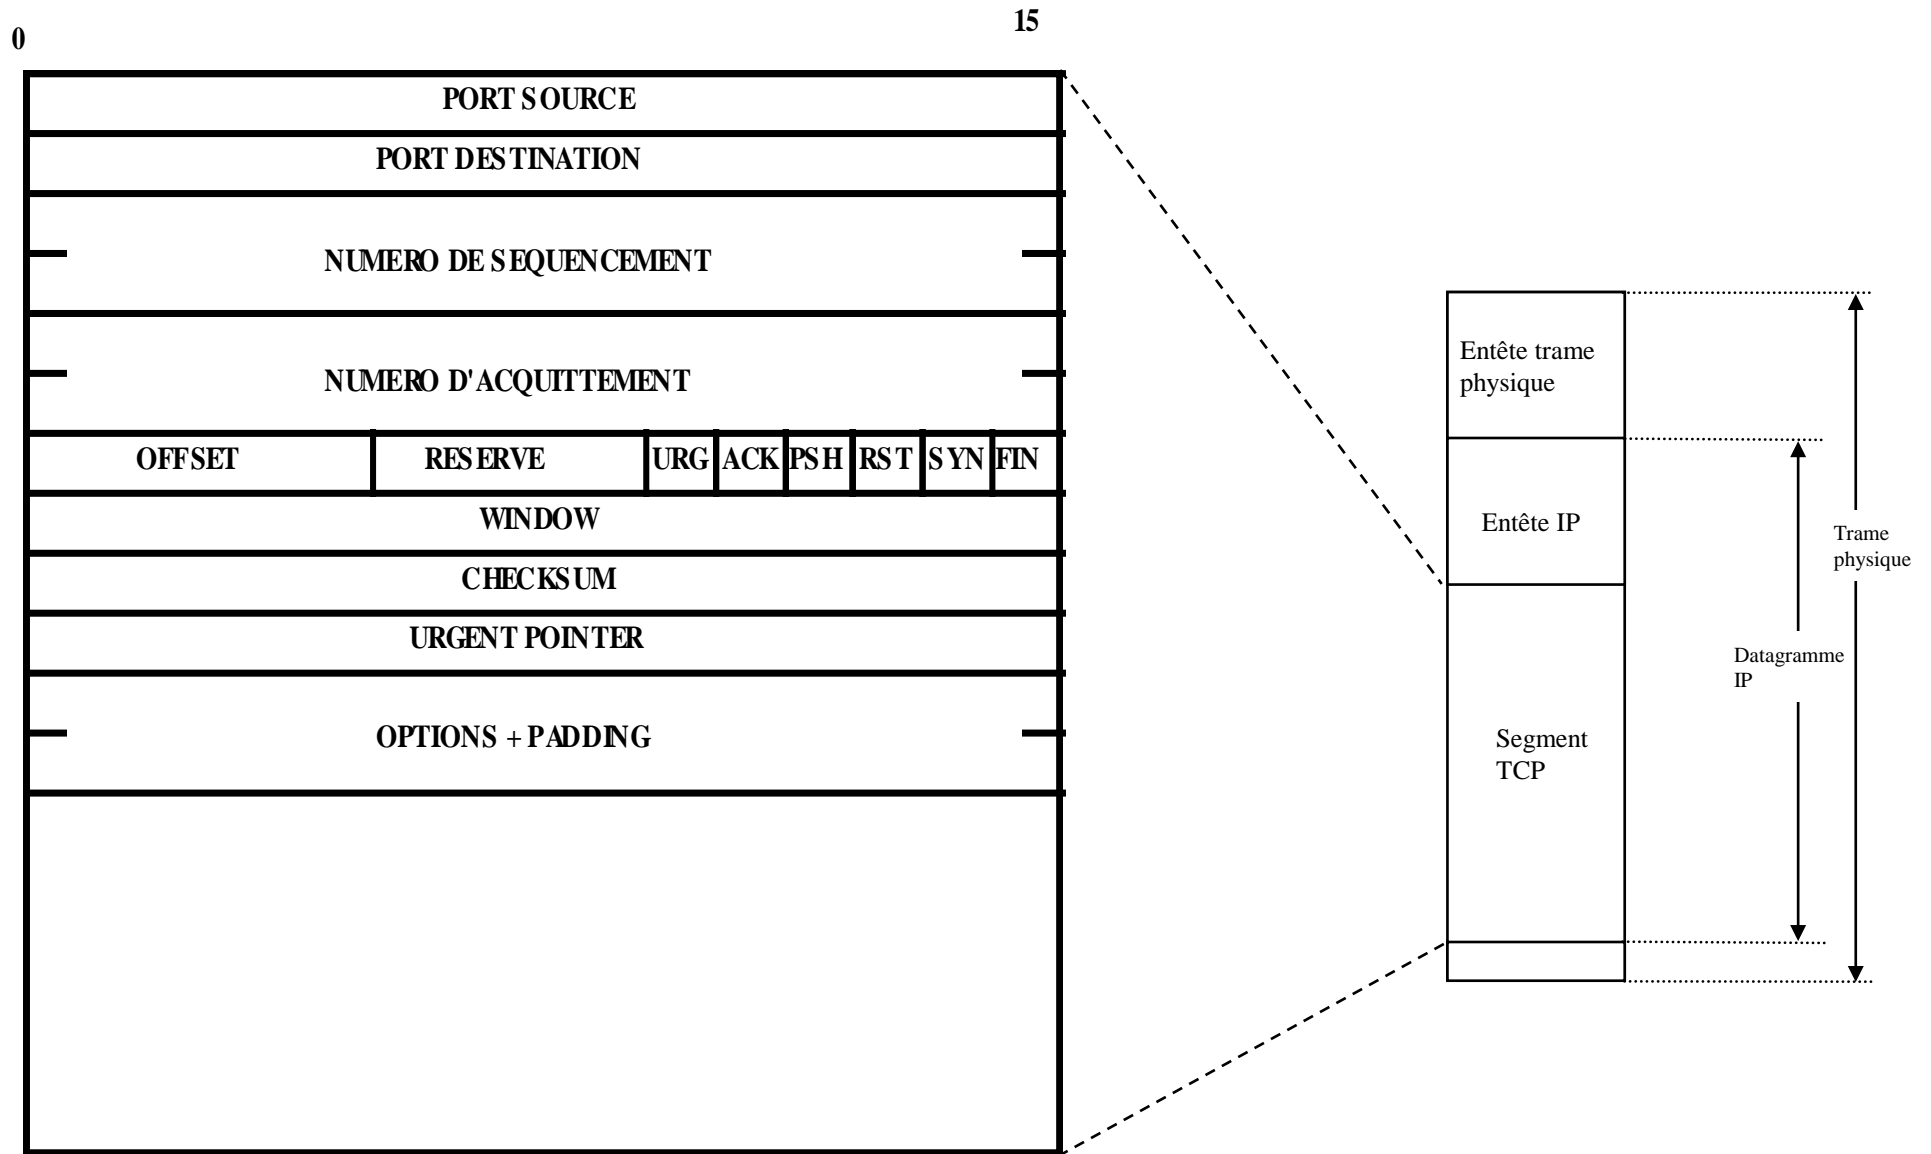 0
15
PORT SOURCE
PORT DESTINATION
NUMERO DE SEQUENCEMENT
NUMERO D'ACQUITTEMENT
OFFSET RESERVE URG ACK PSH RST SYN FIN
WINDOW
CHECKSUM
URGENT POINTER
OPTIONS + PADDING
Entête trame
physique
Entête IP
Segment
TCP
Datagramme
IP
Trame
physique